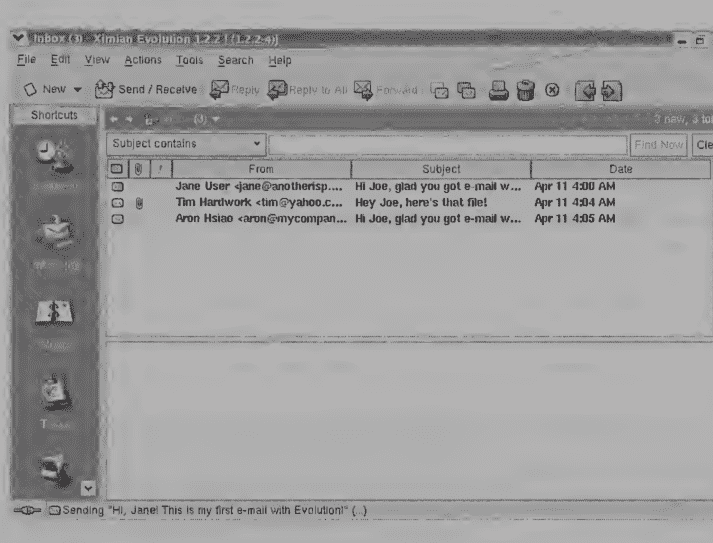 Inbox (3) - Ximian Evolution 1.2.2 [1.2.2-4)]
File Edit View Actions Tools Search Help
New Send / Receive Reply Reply to All Forward
Shortcuts (3) 3 new, 3 to
Subject contains Find Now Cle
! From Subject Date
Jane User <jane@anotherisp.... Hi Joe, glad you got e-mail w... Apr 11 4:00 AM
Tim Hardwork <tim@yahoo.c... Hey Joe, here's that file! Apr 11 4:04 AM
Aron Hsiao <aron@mycompan... Hi Joe, glad you got e-mail w... Apr 11 4:05 AM
Sending "Hi, Jane! This is my first e-mail with Evolution!" (...)